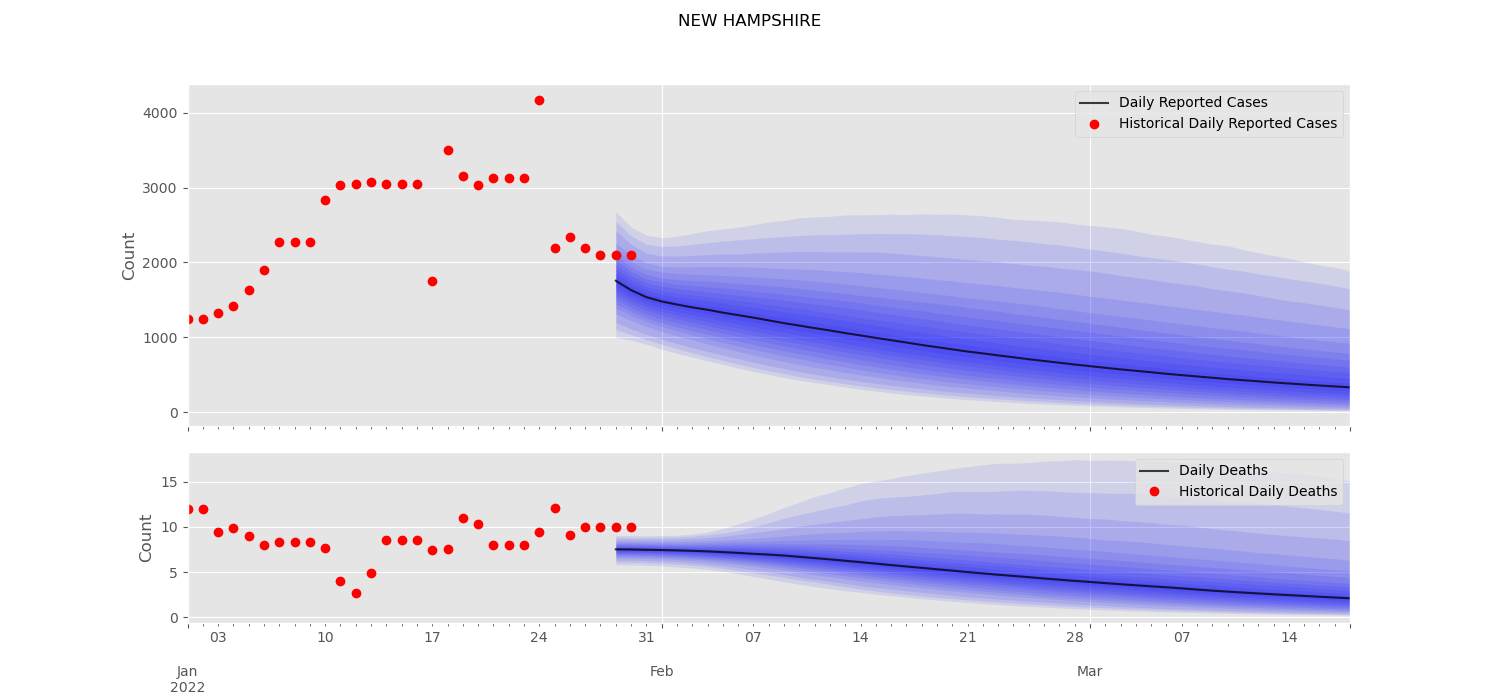 NEW HAMPSHIRE
4000
3000
2000
1000
0
Count
Daily Reported Cases
Historical Daily Reported Cases
15
10
5
0
Count
Daily Deaths
Historical Daily Deaths
03 10 17 24 31 07 14 21 28 07 14
Jan Feb Mar
2022